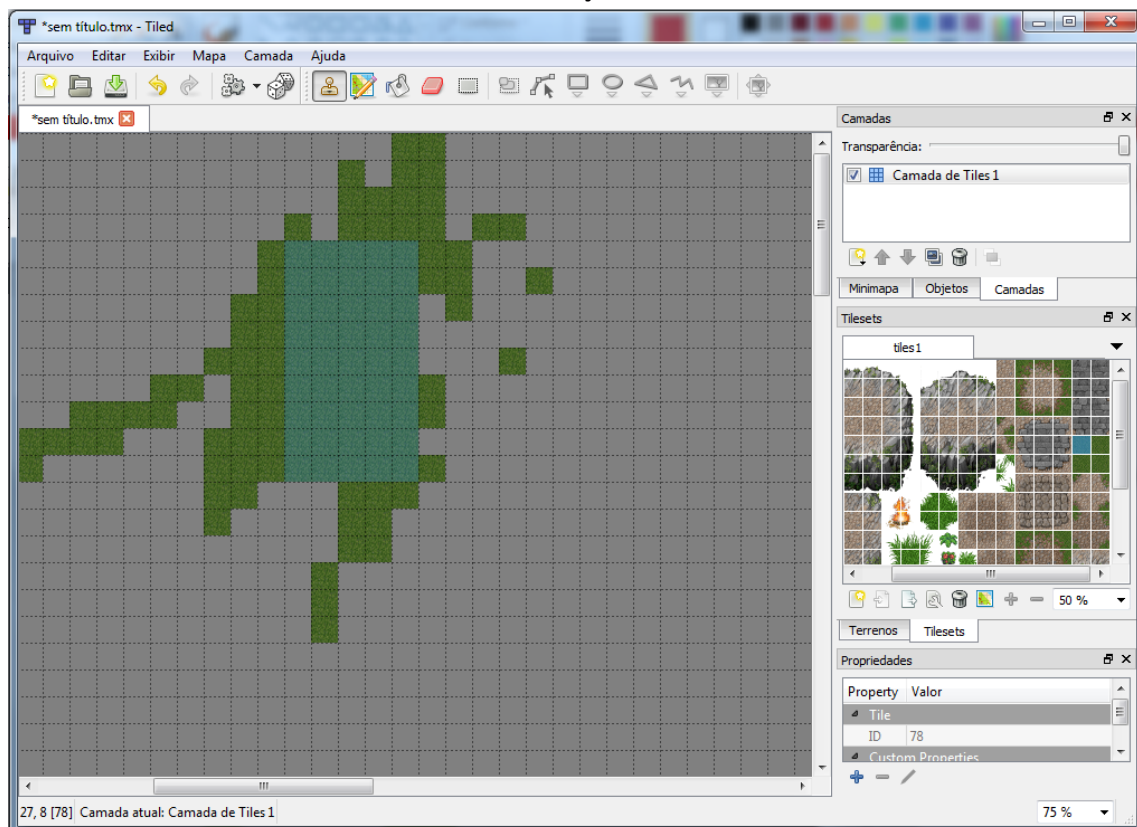 *sem título.tmx - Tiled
Arquivo Editar Exibir Mapa Camada Ajuda
*sem título.tmx
Camadas
Transparência:
Camada de Tiles 1
Minimapa Objetos Camadas
Tilesets
tiles1
50 %
Terrenos Tilesets
Propriedades
Property Valor
Tile
ID 78
Custom Properties
27, 8 [78] Camada atual: Camada de Tiles 1
75 %